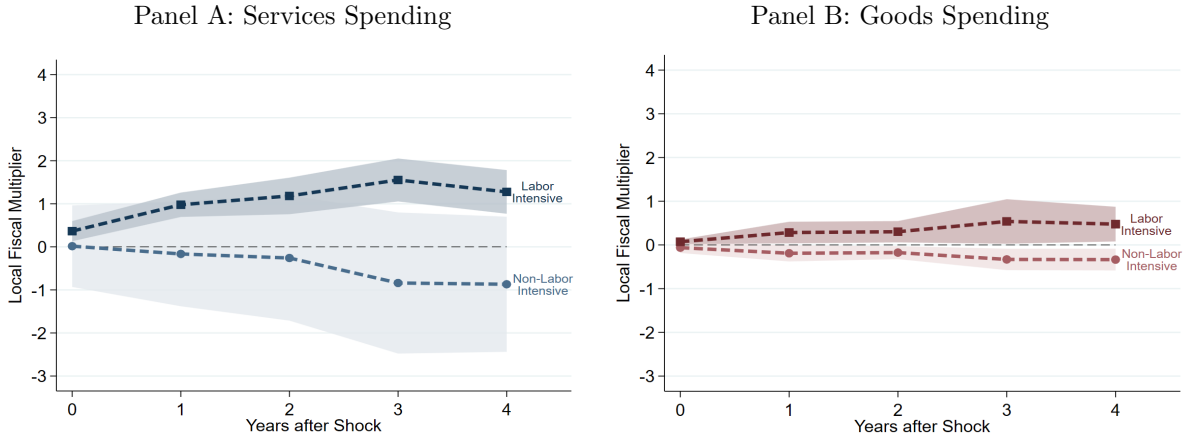 Panel A: Services Spending
Local Fiscal Multiplier
4
3
2
1
0
-1
-2
-3
Labor
Intensive
Non-Labor
Intensive
0 1 2 3 4
Years after Shock
Panel B: Goods Spending
Local Fiscal Multiplier
4
3
2
1
0
-1
-2
-3
Labor
Intensive
Non-Labor
Intensive
0 1 2 3 4
Years after Shock